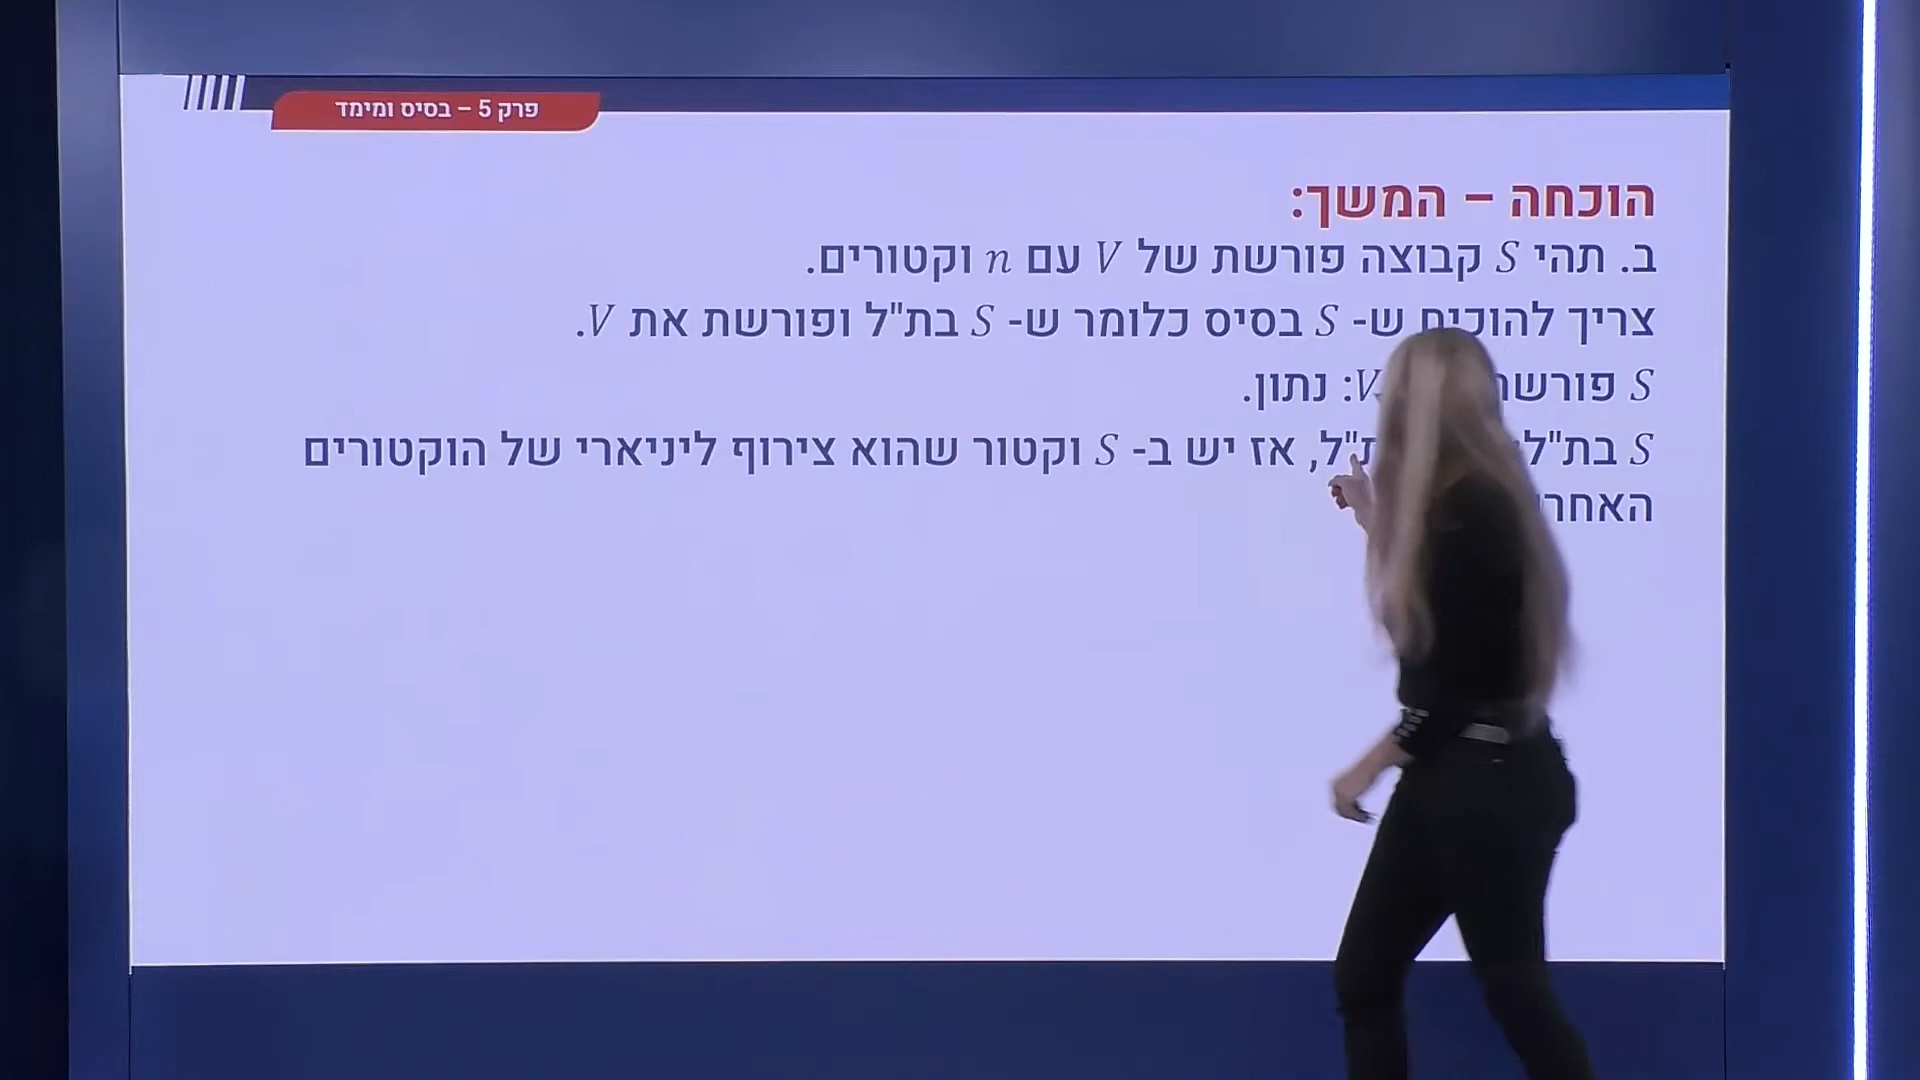 פרק 5 – בסיס ומימד
הוכחה – המשך:
ב. תהי S קבוצה פורשת של V עם n וקטורים.
צריך להוכיח ש- S בסיס כלומר ש- S בת"ל ופורשת את V.
S פורשת V: נתון.
S בת"ל ת"ל, אז יש ב- S וקטור שהוא צירוף ליניארי של הוקטורים